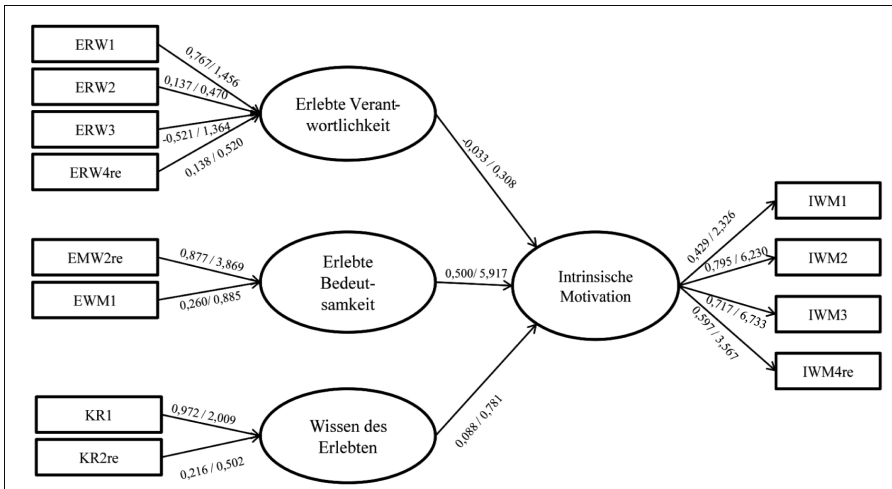 ERW1
ERW2
ERW3
ERW4re
0,767/ 1,456
0,137 / 0,470
-0,521 / 1,364
0,138 / 0,520
Erlebte Verant-
wortlichkeit
-0,033 / 0,308
EMW2re
EWM1
0,877 / 3,869
0,260/ 0,885
Erlebte
Bedeut-
samkeit
0,500/ 5,917
Intrinsische
Motivation
0,429 / 2,326
0,795 / 6,230
0,717 / 6,733
0,597 / 3,567
IWM1
IWM2
IWM3
IWM4re
KR1
KR2re
0,972 / 2,009
0,216 / 0,502
Wissen des
Erlebten
0,088 / 0,781